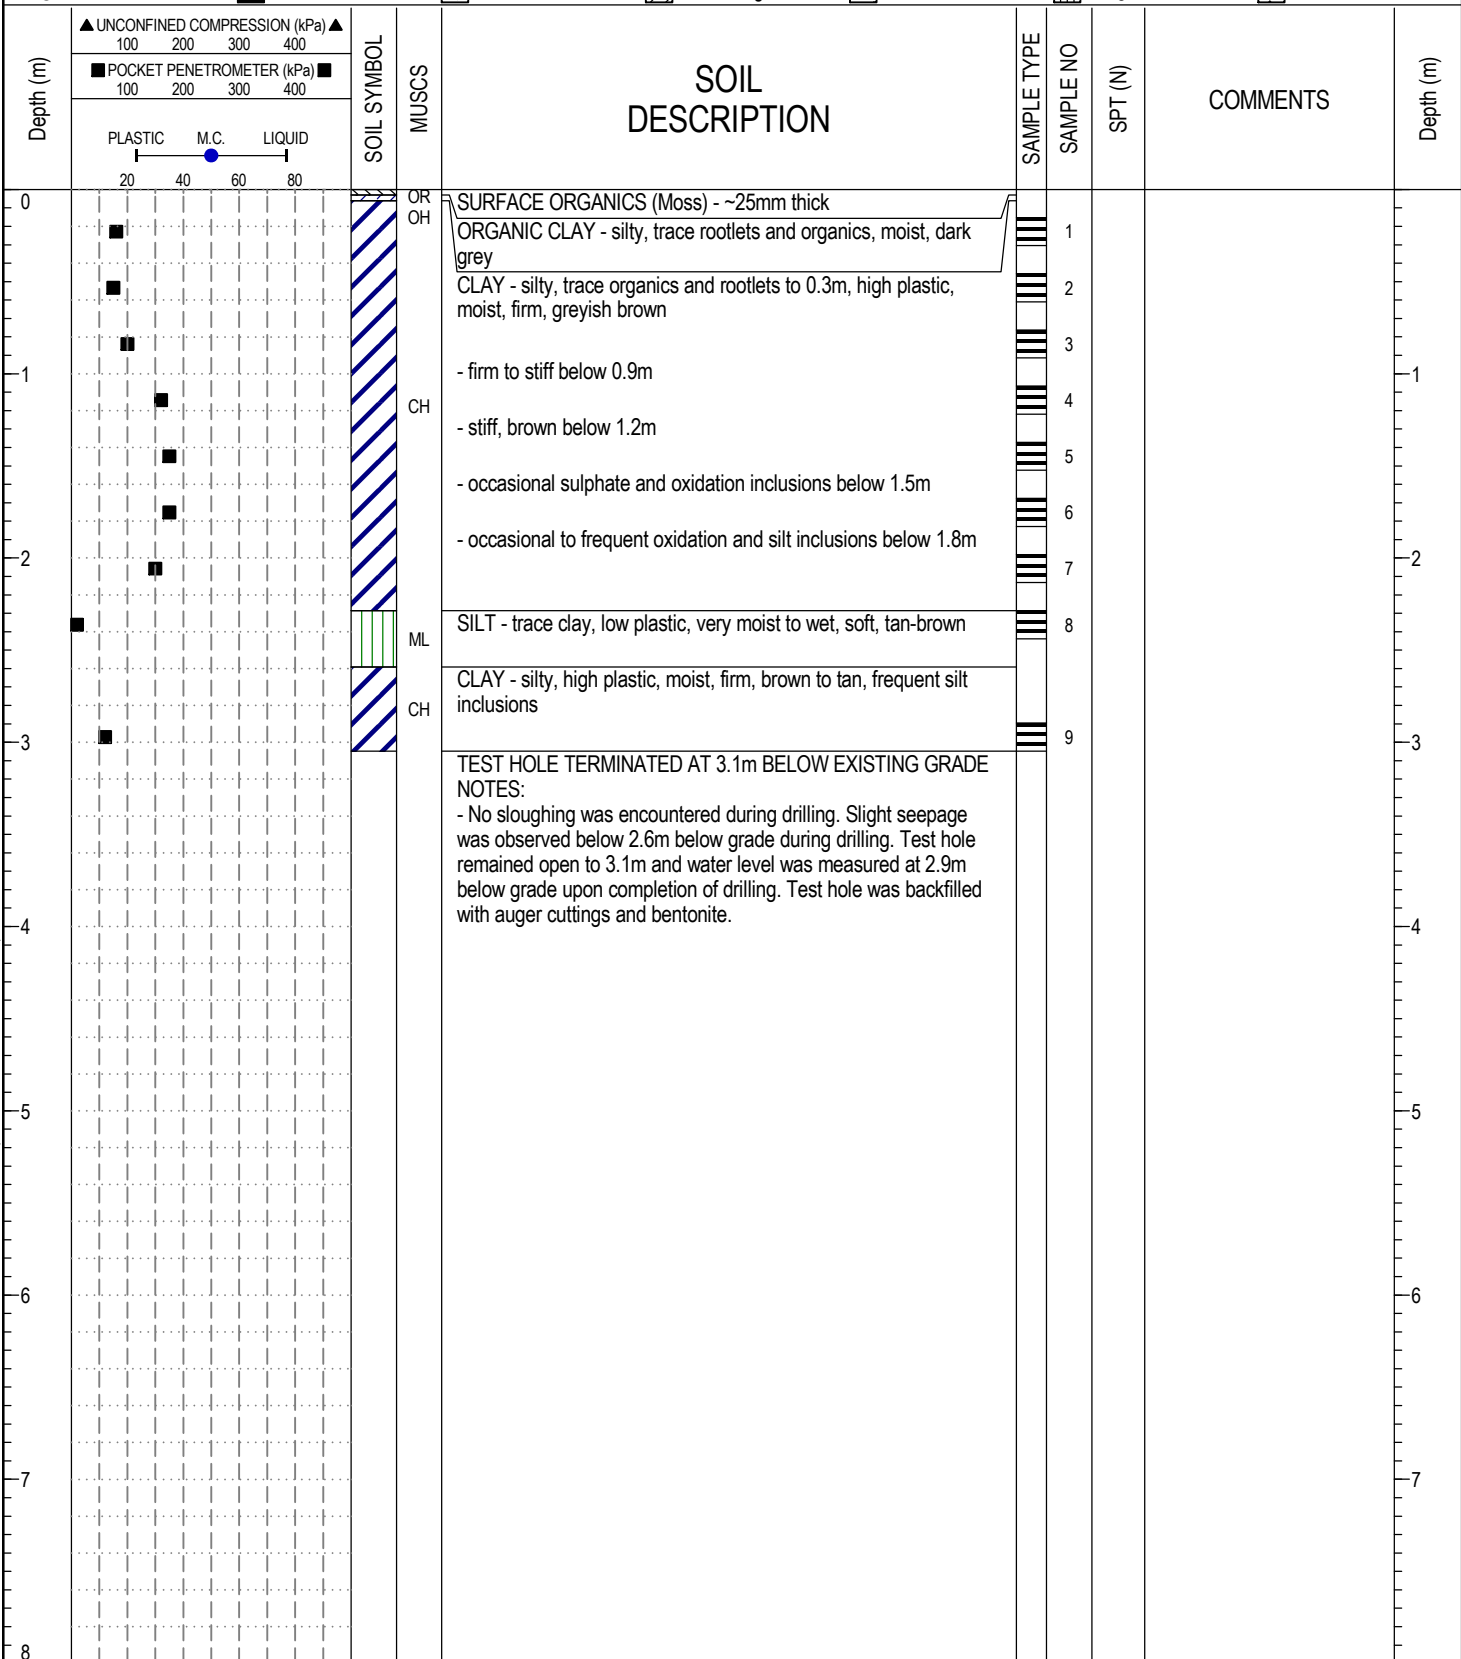 ▲ UNCONFINED COMPRESSION (kPa) ▲
100 200 300 400
■ POCKET PENETROMETER (kPa) ■
100 200 300 400
PLASTIC M.C. LIQUID
20 40 60 80
Depth (m)
SOIL SYMBOL
MUSCS
SOIL
DESCRIPTION
SAMPLE TYPE
SAMPLE NO
SPT (N)
COMMENTS
Depth (m)
0
OR
SURFACE ORGANICS (Moss) - ~25mm thick
OH
ORGANIC CLAY - silty, trace rootlets and organics, moist, dark
grey
1
CLAY - silty, trace organics and rootlets to 0.3m, high plastic,
moist, firm, greyish brown
2
3
1
- firm to stiff below 0.9m
1
CH
4
- stiff, brown below 1.2m
5
- occasional sulphate and oxidation inclusions below 1.5m
6
- occasional to frequent oxidation and silt inclusions below 1.8m
2
7
2
SILT - trace clay, low plastic, very moist to wet, soft, tan-brown
8
ML
CLAY - silty, high plastic, moist, firm, brown to tan, frequent silt
inclusions
CH
9
3
3
TEST HOLE TERMINATED AT 3.1m BELOW EXISTING GRADE
NOTES:
- No sloughing was encountered during drilling. Slight seepage
was observed below 2.6m below grade during drilling. Test hole
remained open to 3.1m and water level was measured at 2.9m
below grade upon completion of drilling. Test hole was backfilled
with auger cuttings and bentonite.
4
4
5
5
6
6
7
7
8